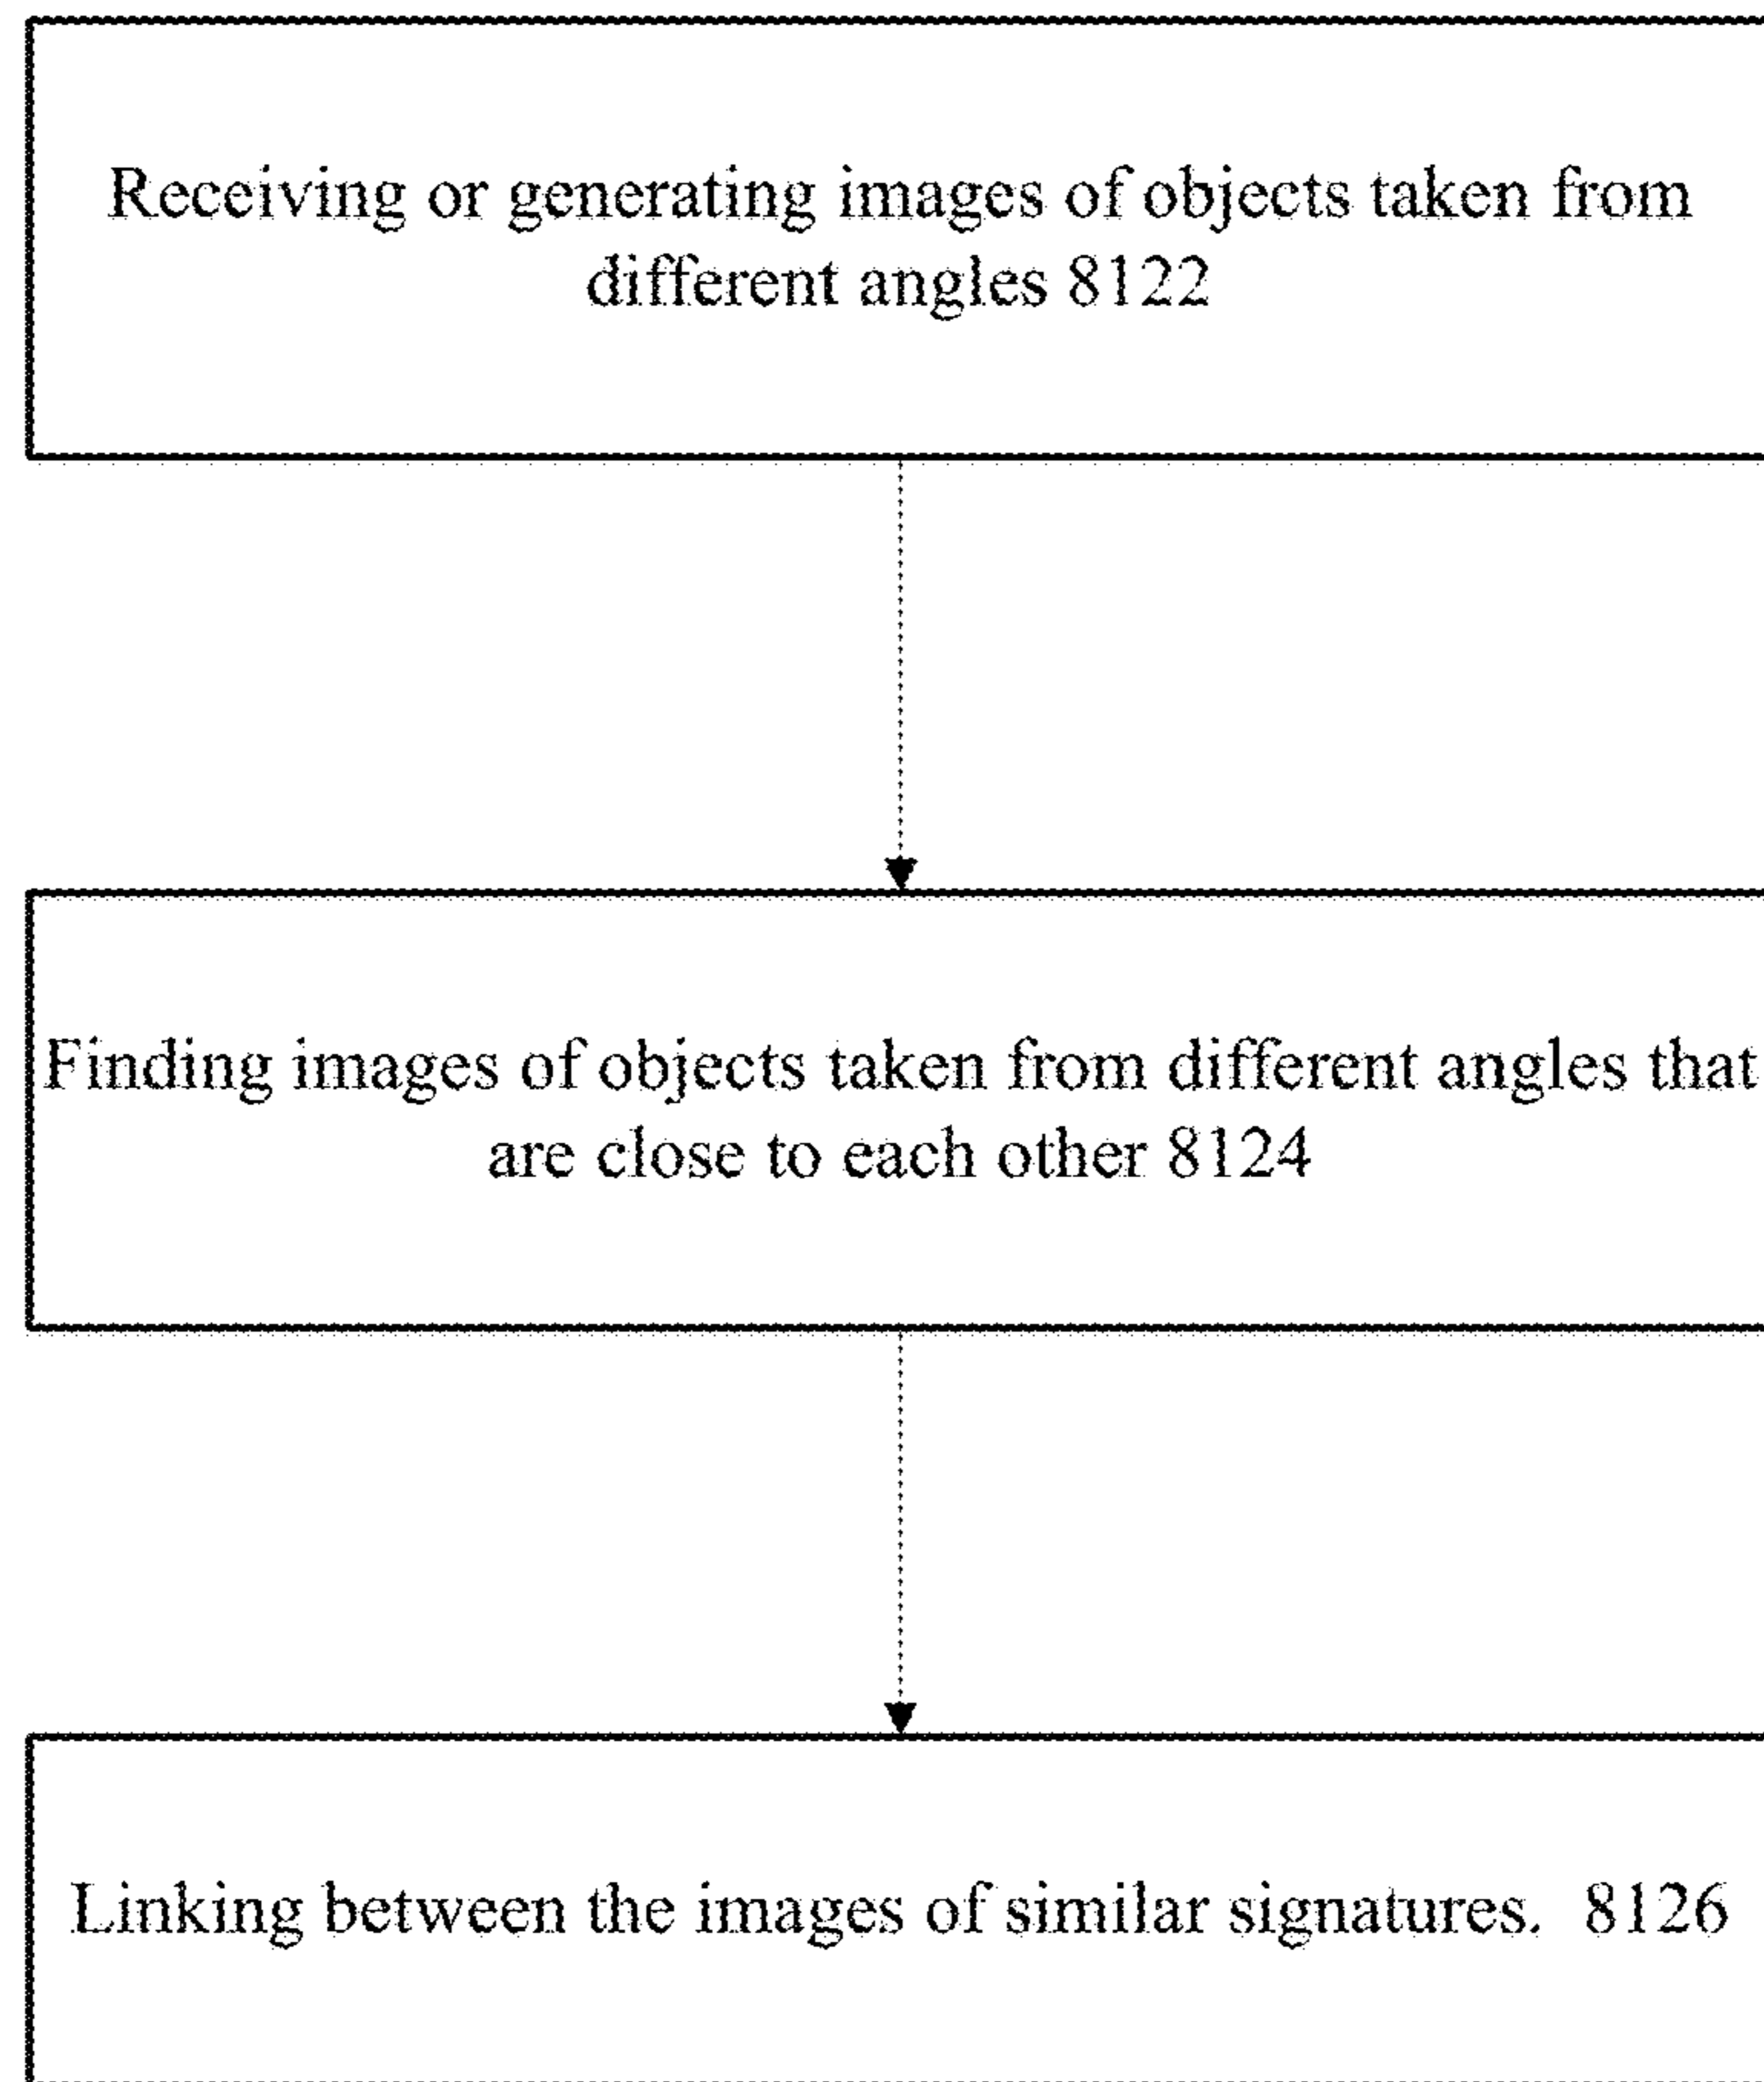 Receiving or generating images of objects taken from
different angles 8122
Finding images of objects taken from different angles that
are close to each other 8124
Linking between the images of similar signatures.  8126